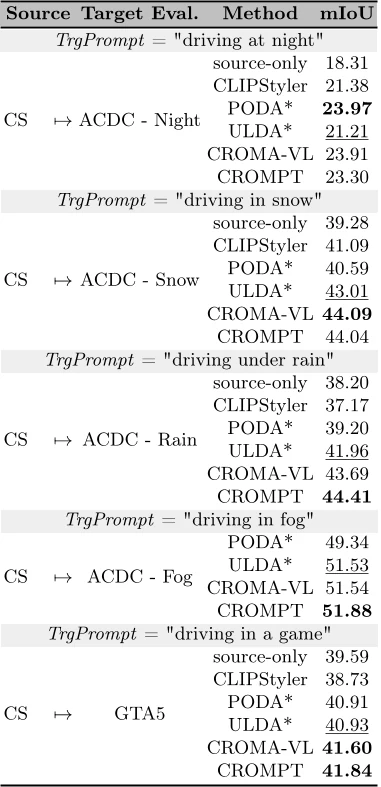 Source Target Eval. Method mIoU
TrgPrompt = "driving at night"
source-only 18.31
CLIPStyler 21.38
PODA* 23.97
CS ↦ ACDC - Night
ULDA* 21.21
CROMA-VL 23.91
CROMPT 23.30
TrgPrompt = "driving in snow"
source-only 39.28
CLIPStyler 41.09
PODA* 40.59
CS ↦ ACDC - Snow
ULDA* 43.01
CROMA-VL 44.09
CROMPT 44.04
TrgPrompt = "driving under rain"
source-only 38.20
CLIPStyler 37.17
PODA* 39.20
CS ↦ ACDC - Rain
ULDA* 41.96
CROMA-VL 43.69
CROMPT 44.41
TrgPrompt = "driving in fog"
PODA* 49.34
ULDA* 51.53
CS ↦ ACDC - Fog
CROMA-VL 51.54
CROMPT 51.88
TrgPrompt = "driving in a game"
source-only 39.59
CLIPStyler 38.73
PODA* 40.91
CS ↦ GTA5
ULDA* 40.93
CROMA-VL 41.60
CROMPT 41.84